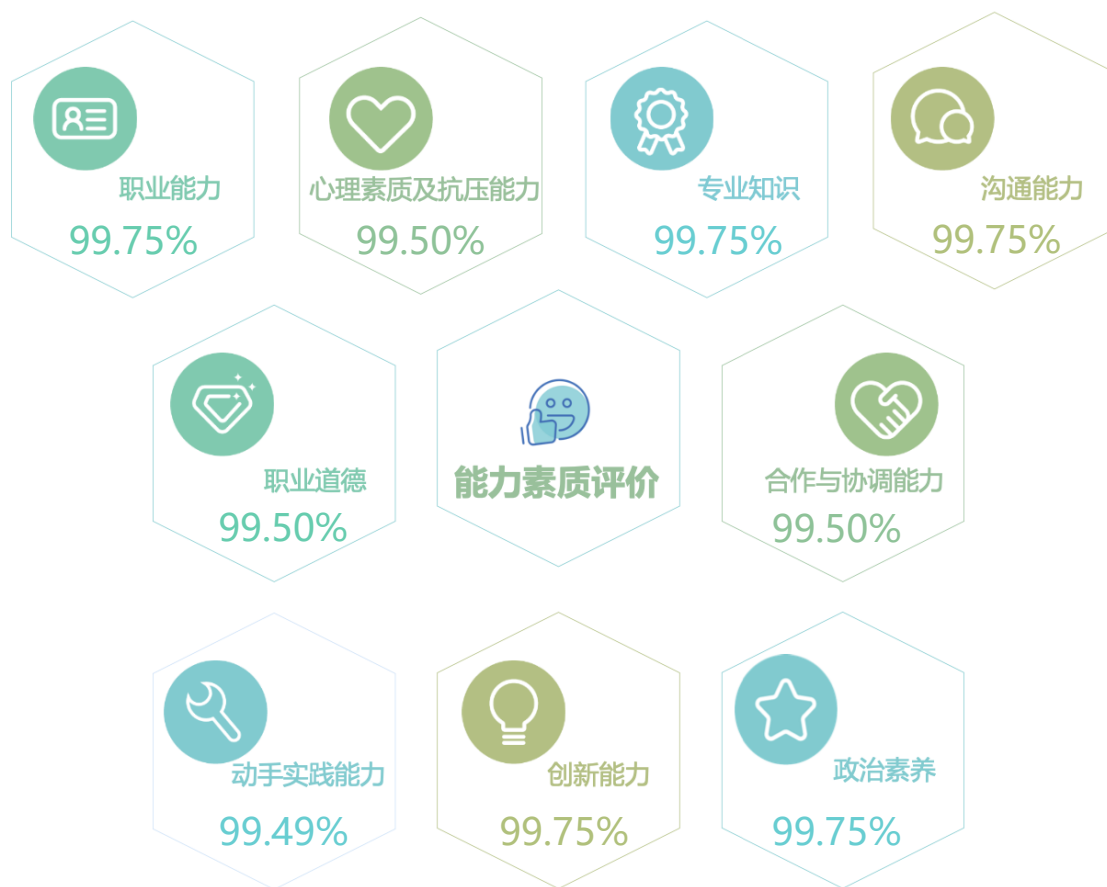 职业能力
99.75%
心理素质及抗压能力
99.50%
专业知识
99.75%
沟通能力
99.75%
职业道德
99.50%
能力素质评价
合作与协调能力
99.50%
动手实践能力
99.49%
创新能力
99.75%
政治素养
99.75%